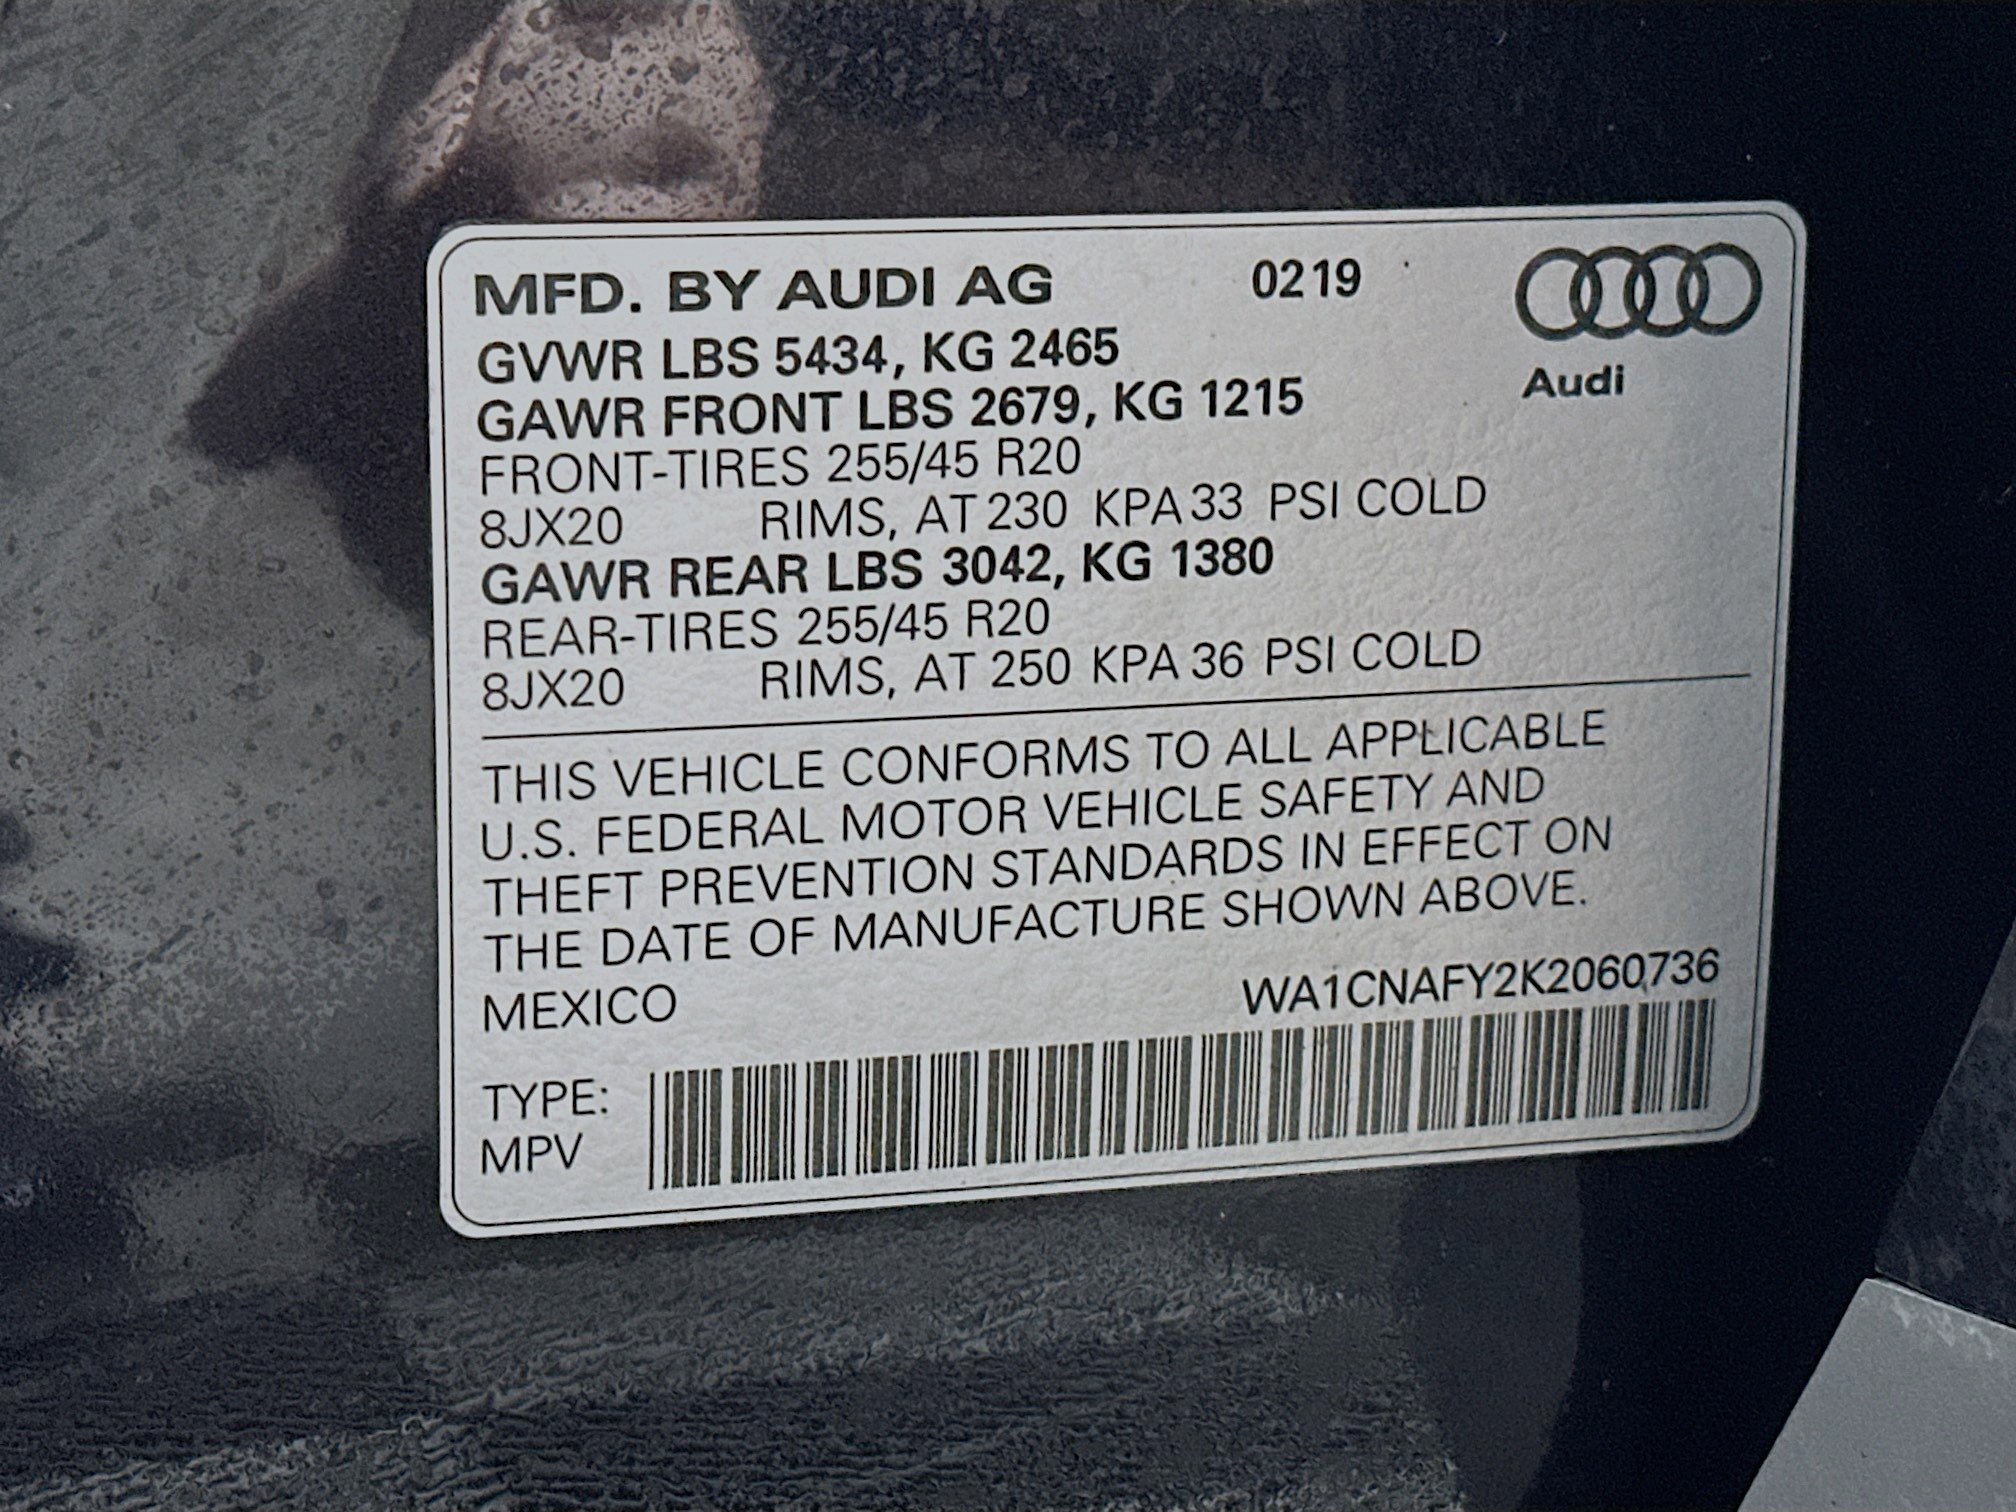 MFD. BY AUDI AG 0219
Audi
GVWR LBS 5434, KG 2465
GAWR FRONT LBS 2679, KG 1215
FRONT-TIRES 255/45 R20
8JX20 RIMS, AT 230 KPA 33 PSI COLD
GAWR REAR LBS 3042, KG 1380
REAR-TIRES 255/45 R20
8JX20 RIMS, AT 250 KPA 36 PSI COLD
THIS VEHICLE CONFORMS TO ALL APPLICABLE
U.S. FEDERAL MOTOR VEHICLE SAFETY AND
THEFT PREVENTION STANDARDS IN EFFECT ON
THE DATE OF MANUFACTURE SHOWN ABOVE.
MEXICO WA1CNAFY2K2060736
TYPE:
MPV